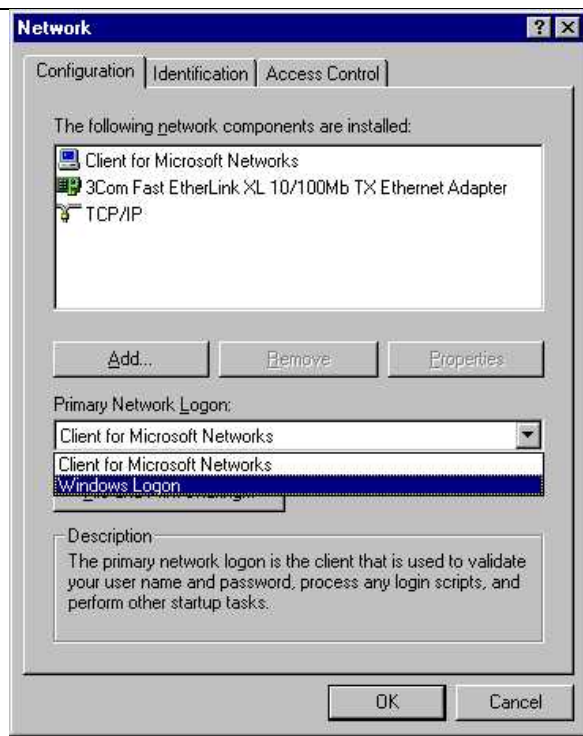 Network
Configuration
Identification
Access Control
The following network components are installed:
Client for Microsoft Networks
3Com Fast EtherLink XL 10/100Mb TX Ethernet Adapter
TCP/IP
Add...
Remove
Properties
Primary Network Logon:
Client for Microsoft Networks
Client for Microsoft Networks
Windows Logon
Description
The primary network logon is the client that is used to validate
your user name and password, process any login scripts, and
perform other startup tasks.
OK
Cancel